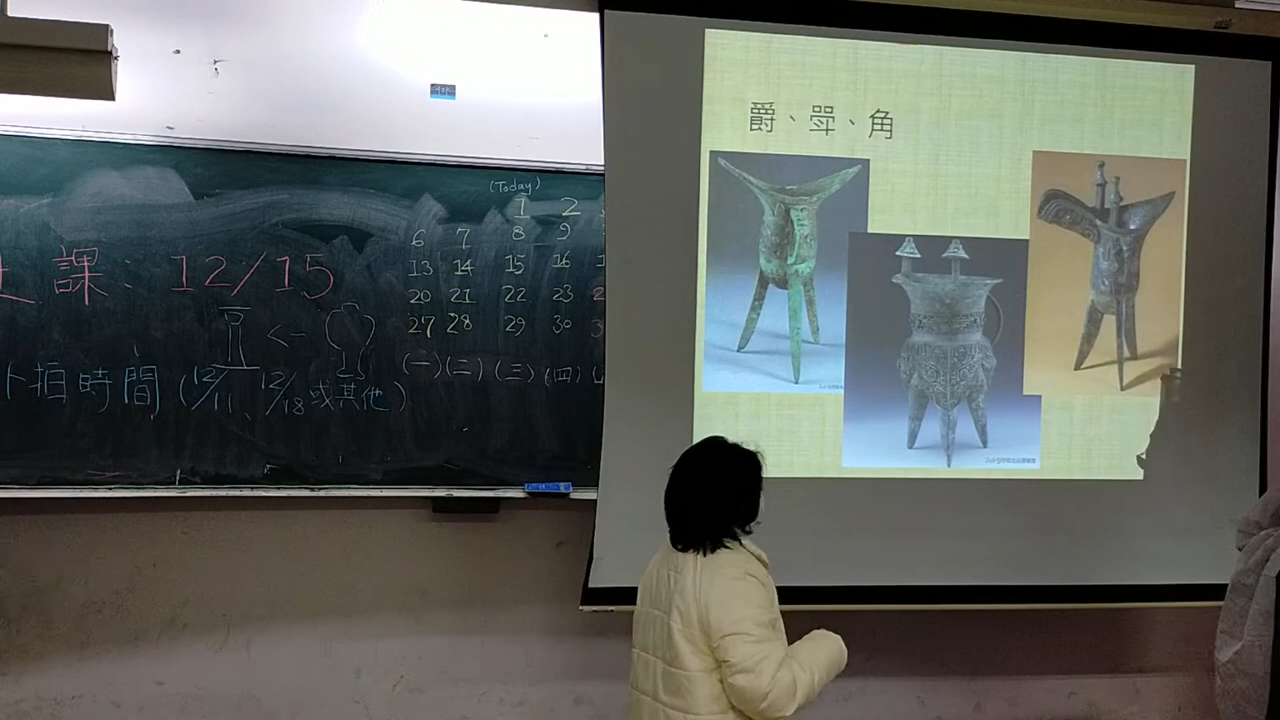 爵、斝、角
課: 12/15
拍時間 (12/11、12/18 或其他)
(Today)
1 2
6 7 8 9
13 14 15 16
20 21 22 23
27 28 29 30
(一) (二) (三) (四)